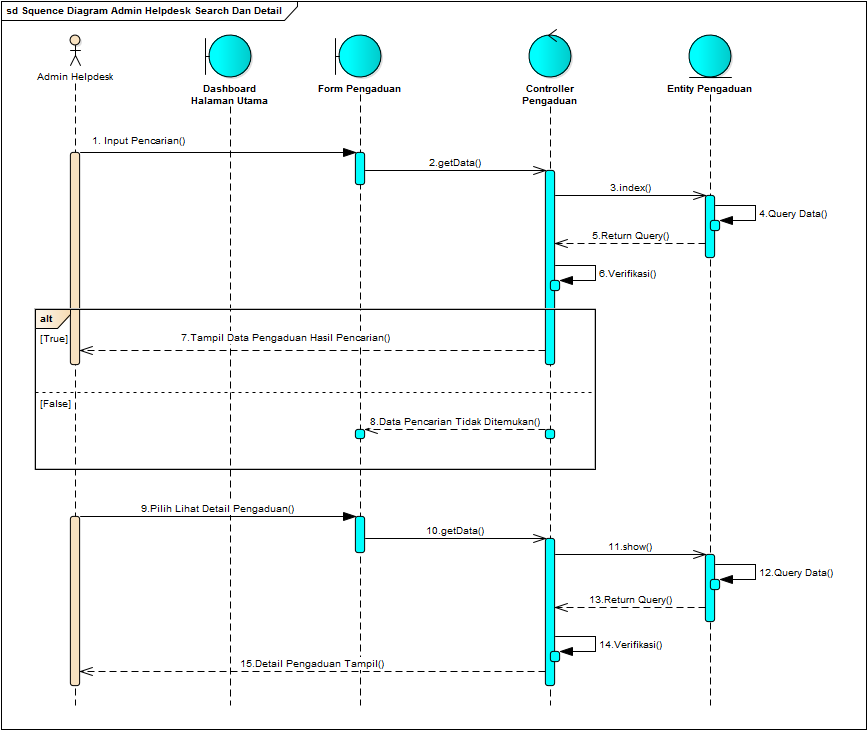 sd Squence Diagram Admin Helpdesk Search Dan Detail
Admin Helpdesk
Dashboard
Halaman Utama
Form Pengaduan
Controller
Pengaduan
Entity Pengaduan
1. Input Pencarian()
2.getData()
3.index()
4.Query Data()
5.Return Query()
6.Verifikasi()
alt
[True]
7.Tampil Data Pengaduan Hasil Pencarian()
[False]
8.Data Pencarian Tidak Ditemukan()
9.Pilih Lihat Detail Pengaduan()
10.getData()
11.show()
12.Query Data()
13.Return Query()
14.Verifikasi()
15.Detail Pengaduan Tampil()